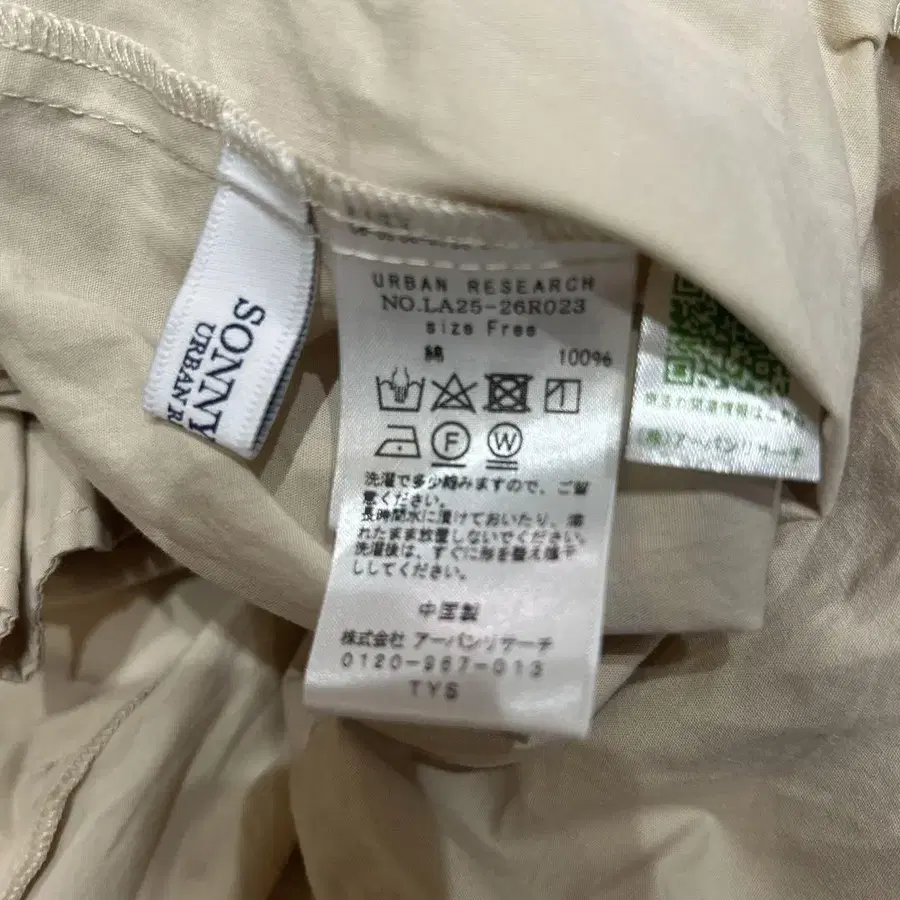 SONNY
URBAN R
URBAN RESEARCH
NO.LA25-26R023
size Free
綿 100%
F W
洗濯で多少縮みますので、ご留
意ください。
長時間水に漬けておいたり、濡
れたまま放置しないでください。
洗濯後は、すぐに形を整え陰干
ししてください。
中国製
株式会社 アーバンリサーチ
0120-967-013
TYS
(株)アーバンリサーチ